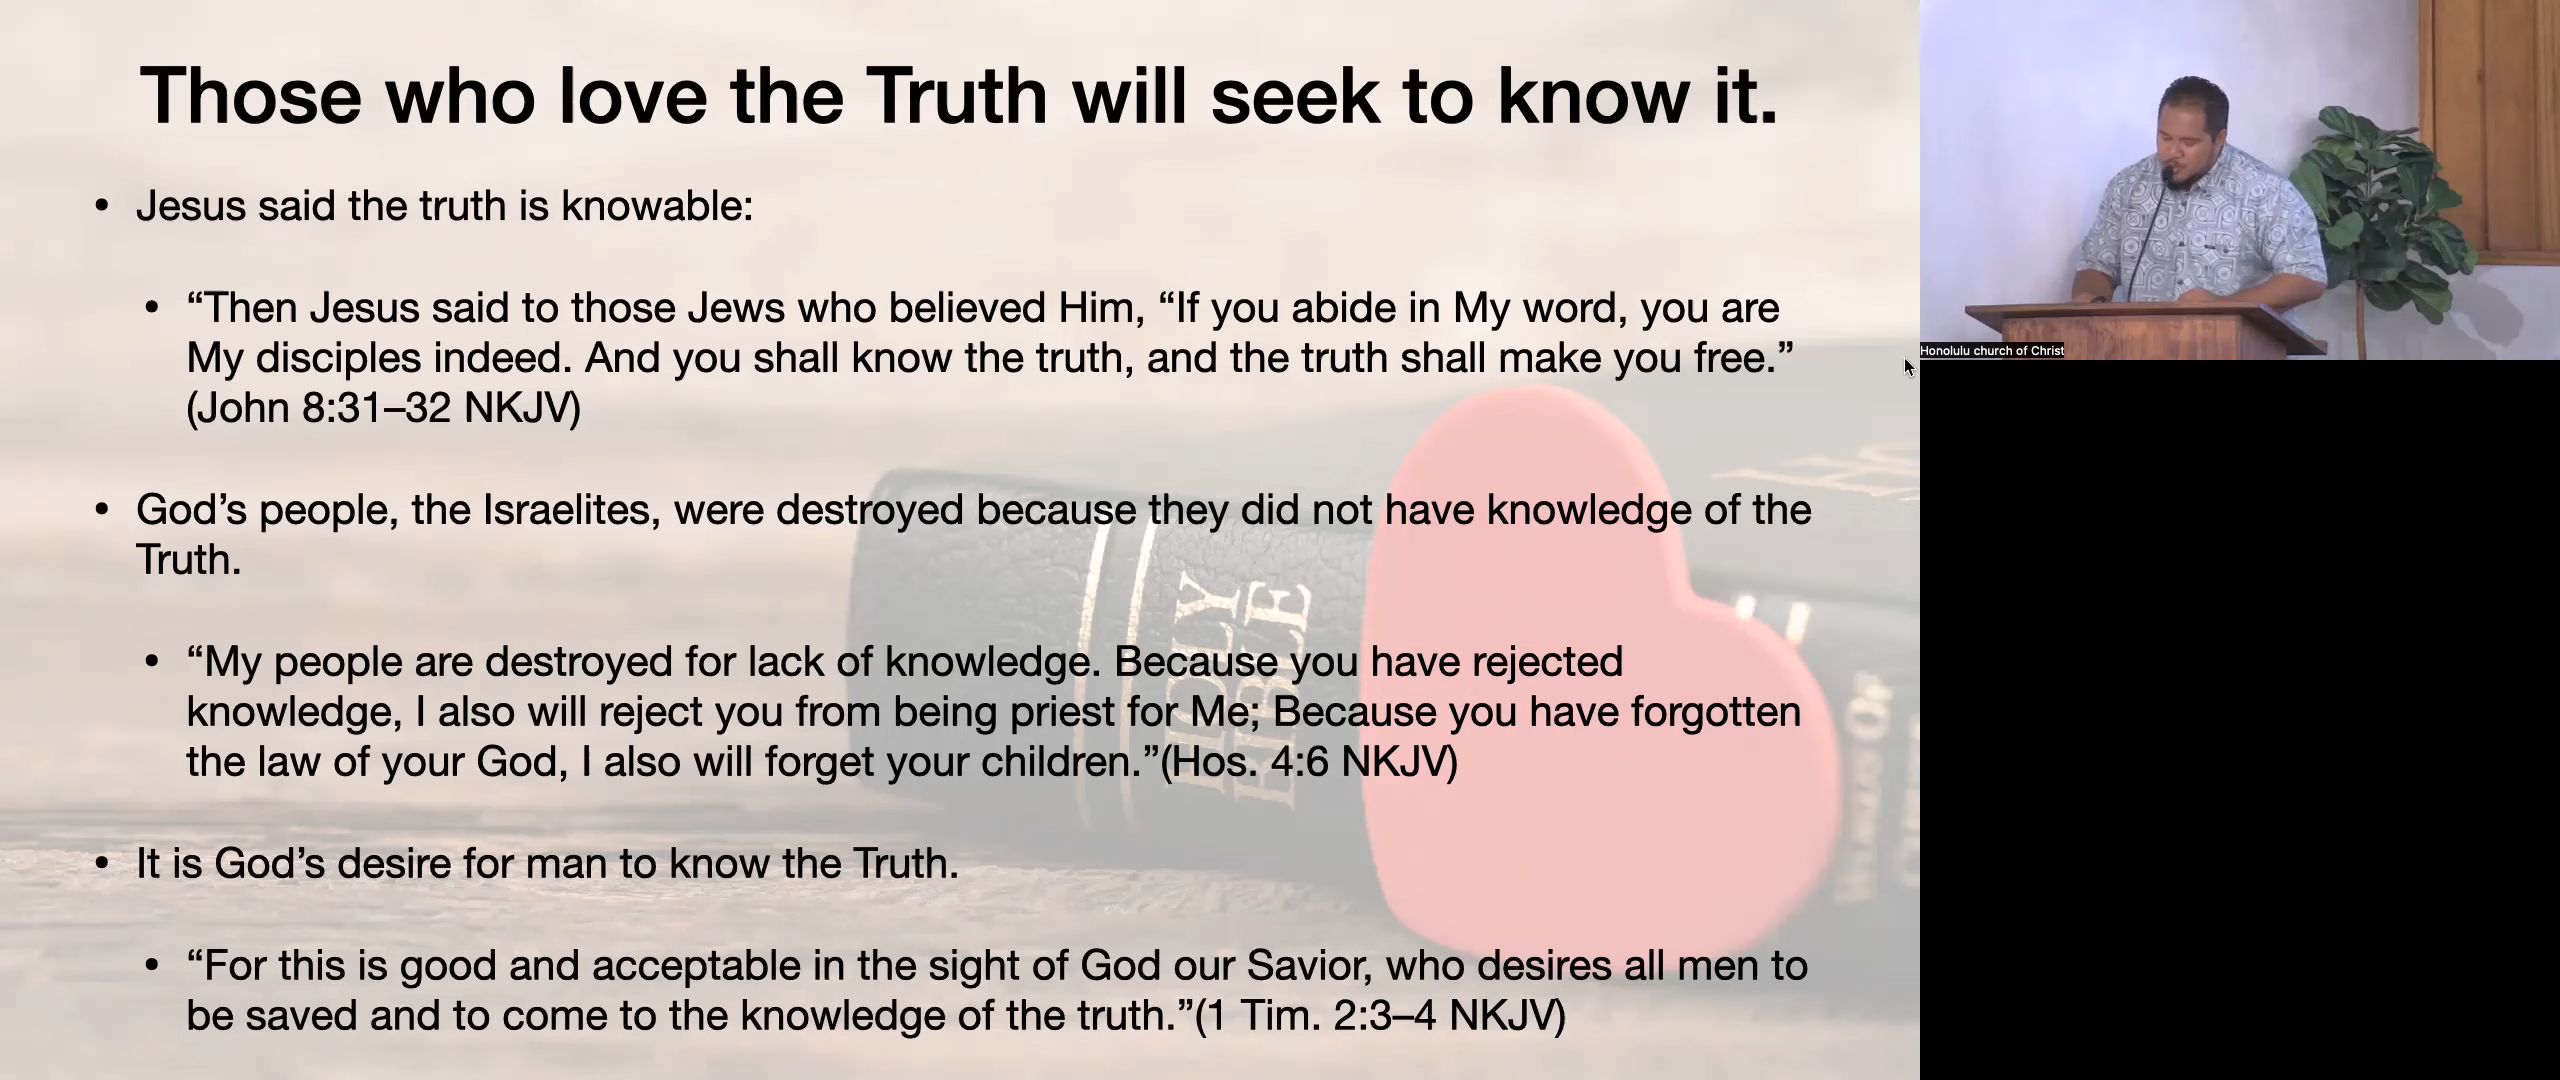 Those who love the Truth will seek to know it.
• Jesus said the truth is knowable:
• “Then Jesus said to those Jews who believed Him, “If you abide in My word, you are
My disciples indeed. And you shall know the truth, and the truth shall make you free.”
(John 8:31–32 NKJV)
• God’s people, the Israelites, were destroyed because they did not have knowledge of the
Truth.
• “My people are destroyed for lack of knowledge. Because you have rejected
knowledge, I also will reject you from being priest for Me; Because you have forgotten
the law of your God, I also will forget your children.”(Hos. 4:6 NKJV)
• It is God’s desire for man to know the Truth.
• “For this is good and acceptable in the sight of God our Savior, who desires all men to
be saved and to come to the knowledge of the truth.”(1 Tim. 2:3–4 NKJV)
HOLY
BIBLE
Honolulu church of Christ